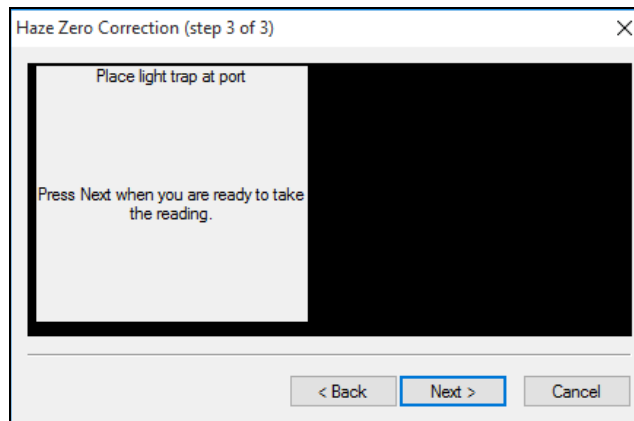 Haze Zero Correction (step 3 of 3)
Place light trap at port
Press Next when you are ready to take
the reading.
< Back
Next >
Cancel